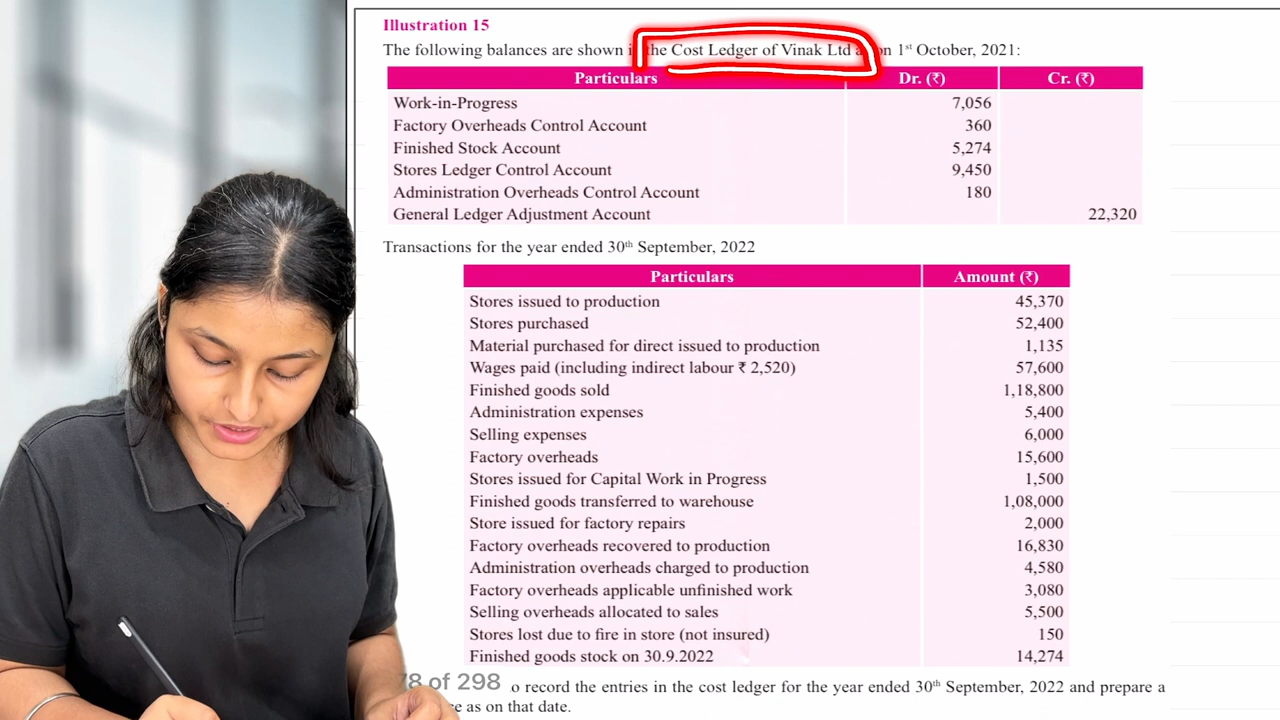 Illustration 15
The following balances are shown the Cost Ledger of Vinak Ltd on 1st October, 2021:
Particulars Dr. (₹) Cr. (₹)
Work-in-Progress 7,056
Factory Overheads Control Account 360
Finished Stock Account 5,274
Stores Ledger Control Account 9,450
Administration Overheads Control Account 180
General Ledger Adjustment Account 22,320
Transactions for the year ended 30th September, 2022
Particulars Amount (₹)
Stores issued to production 45,370
Stores purchased 52,400
Material purchased for direct issued to production 1,135
Wages paid (including indirect labour ₹ 2,520) 57,600
Finished goods sold 1,18,800
Administration expenses 5,400
Selling expenses 6,000
Factory overheads 15,600
Stores issued for Capital Work in Progress 1,500
Finished goods transferred to warehouse 1,08,000
Store issued for factory repairs 2,000
Factory overheads recovered to production 16,830
Administration overheads charged to production 4,580
Factory overheads applicable unfinished work 3,080
Selling overheads allocated to sales 5,500
Stores lost due to fire in store (not insured) 150
Finished goods stock on 30.9.2022 14,274
of 298
record the entries in the cost ledger for the year ended 30th September, 2022 and prepare a
as on that date.